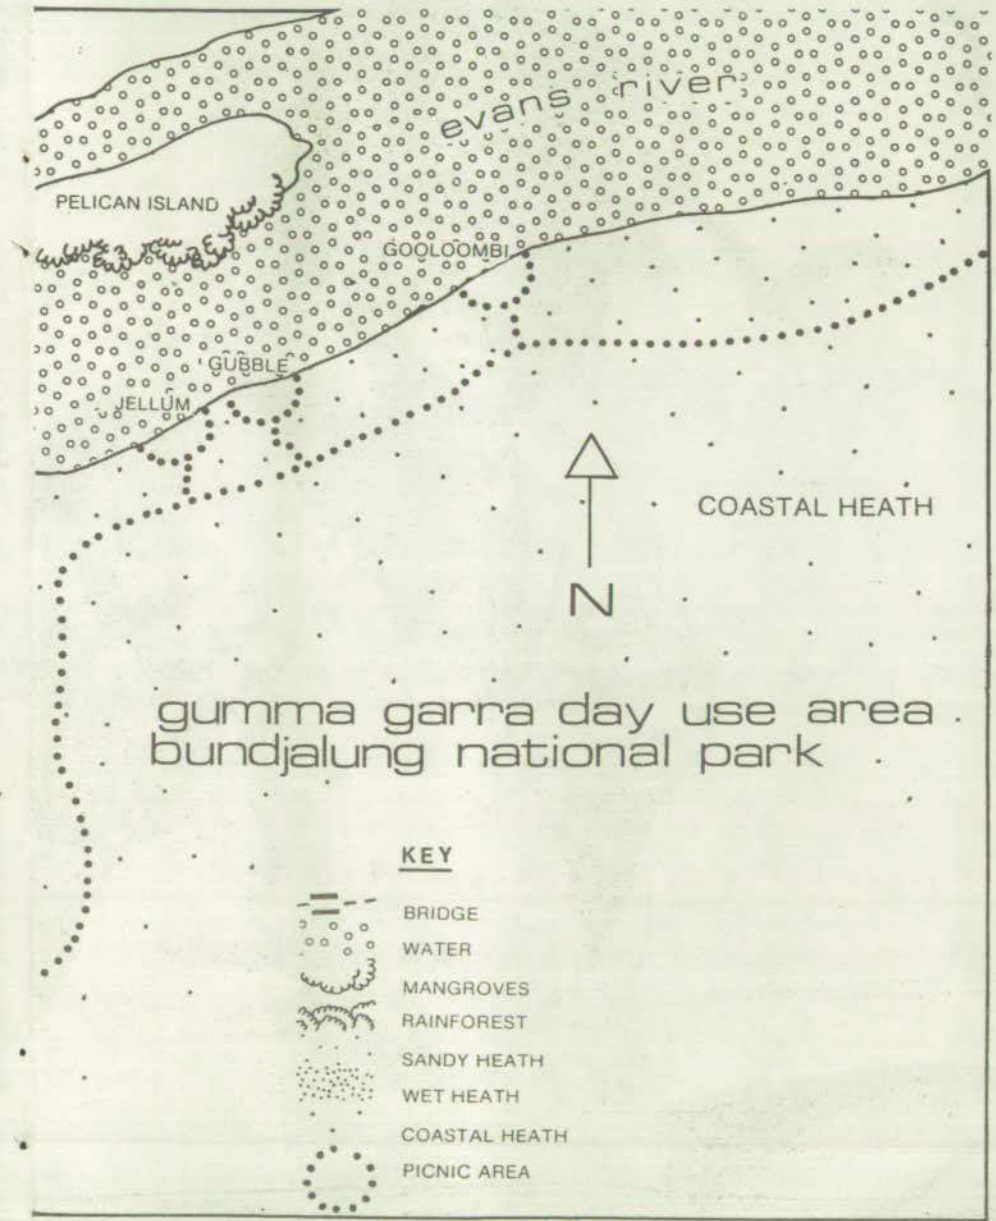 evans river
PELICAN ISLAND
GOOLOOMBI
GUBBLE
JELLUM
COASTAL HEATH
N
gumma garra day use area
bundjalung national park
KEY
BRIDGE
WATER
MANGROVES
RAINFOREST
SANDY HEATH
WET HEATH
COASTAL HEATH
PICNIC AREA